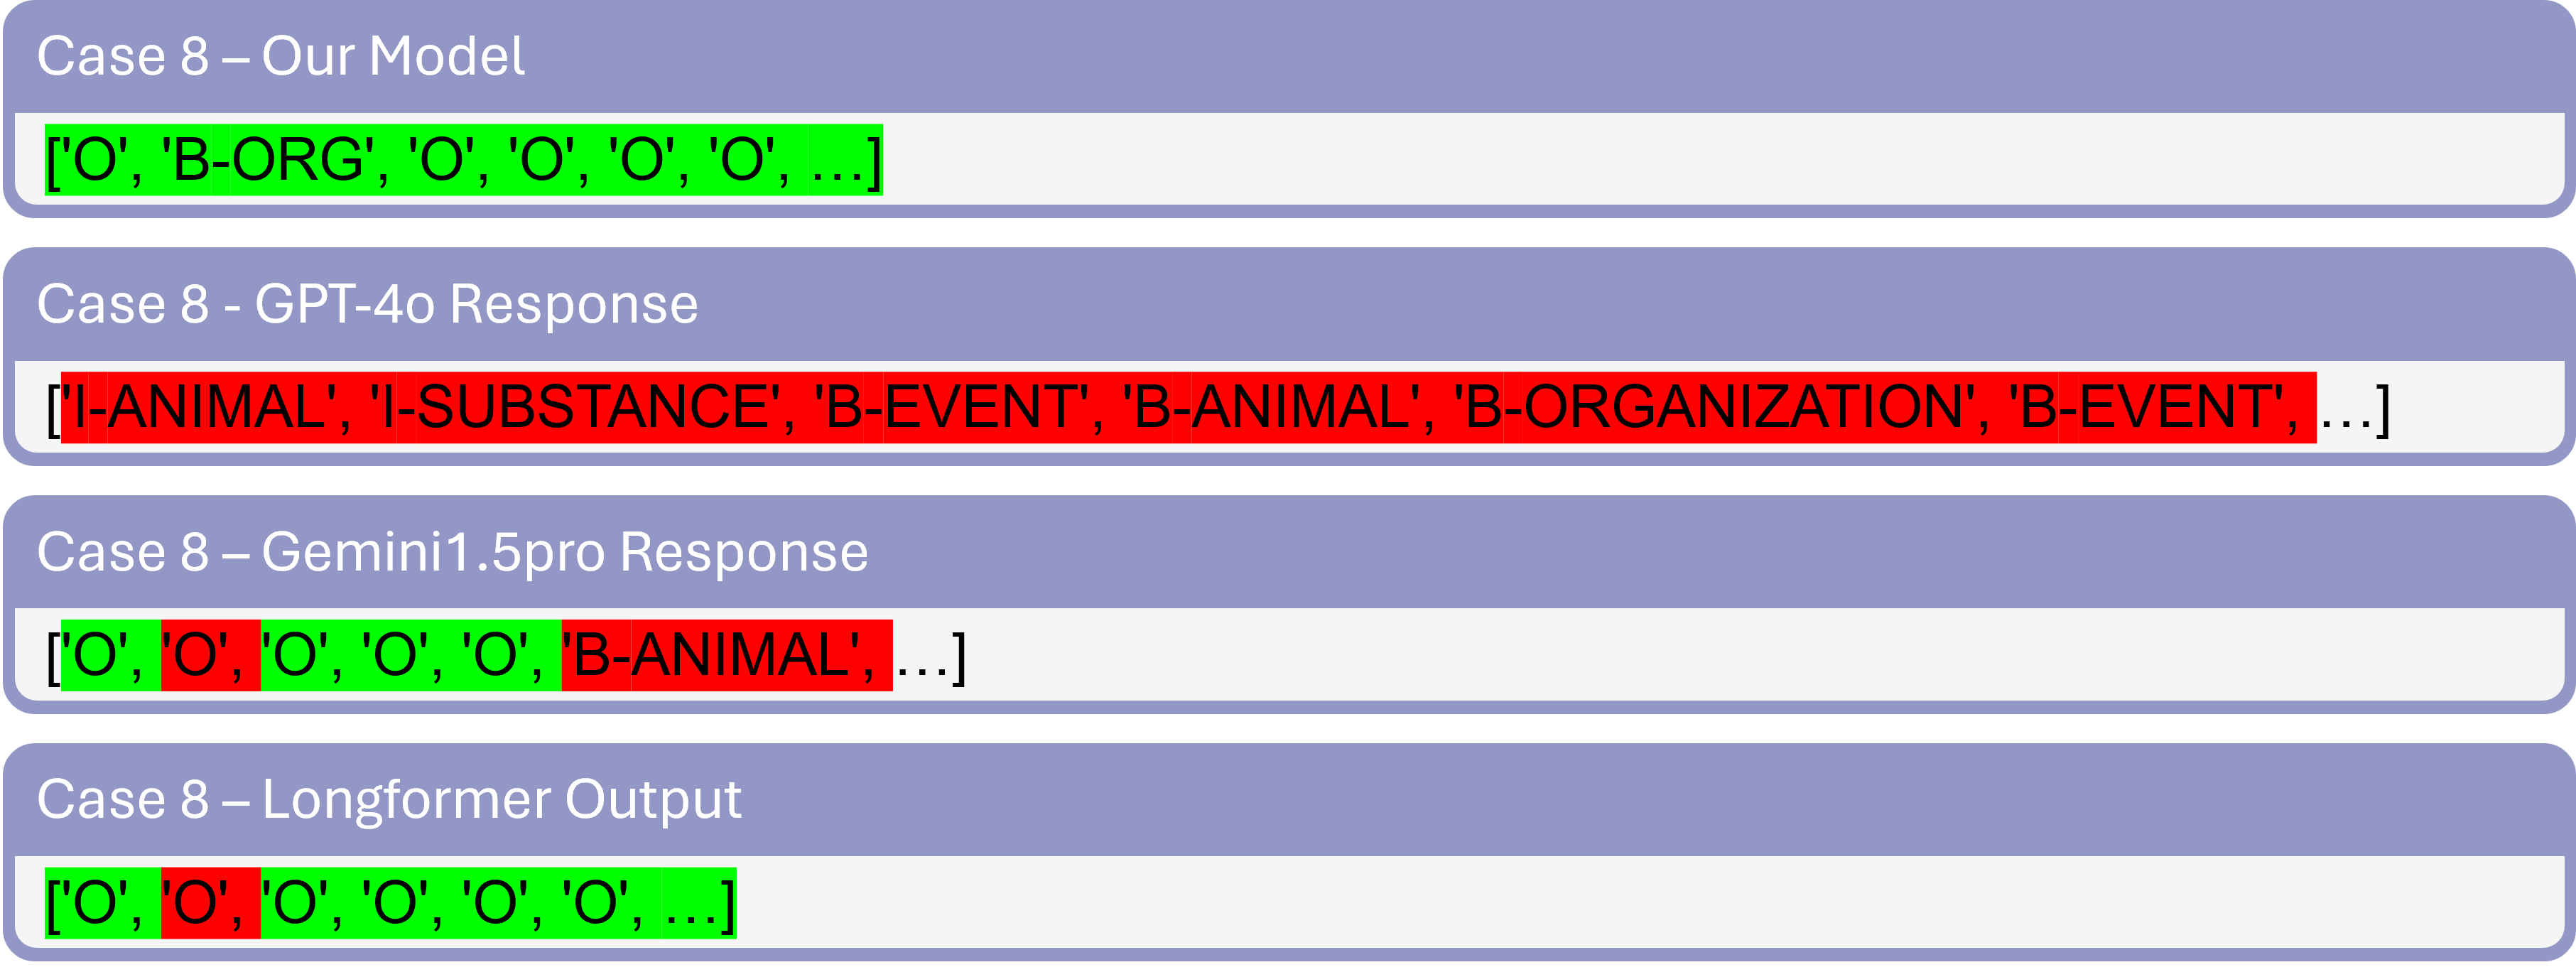 Case 8 – Our Model
['O', 'B-ORG', 'O', 'O', 'O', 'O', …]
Case 8 - GPT-4o Response
['I-ANIMAL', 'I-SUBSTANCE', 'B-EVENT', 'B-ANIMAL', 'B-ORGANIZATION', 'B-EVENT', …]
Case 8 – Gemini1.5pro Response
['O', 'O', 'O', 'O', 'O', 'B-ANIMAL', …]
Case 8 – Longformer Output
['O', 'O', 'O', 'O', 'O', 'O', …]